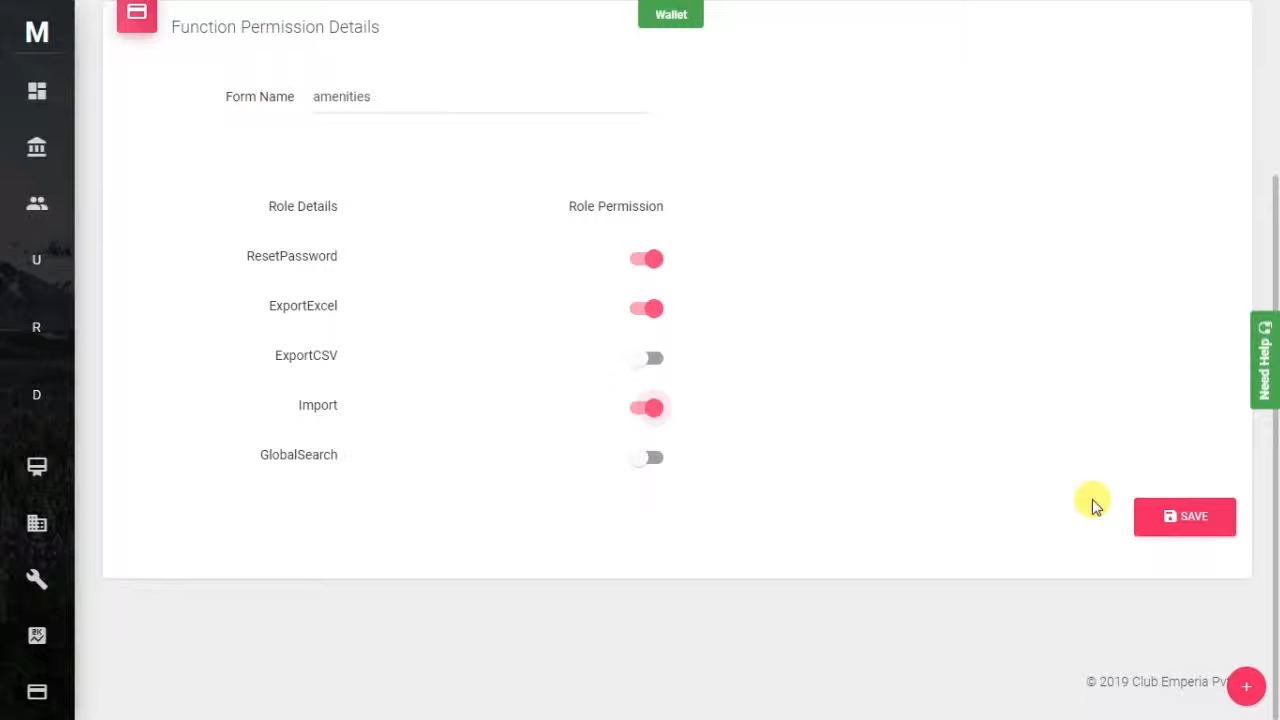 M
Wallet
Function Permission Details
Form Name amenities
Role Details Role Permission
ResetPassword
ExportExcel
ExportCSV
Import
GlobalSearch
U
R
D
Need Help
SAVE
© 2019 Club Emperia
+